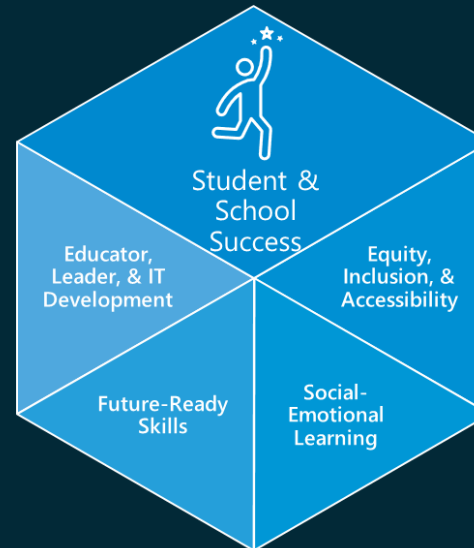 Student &
School
Success
Educator,
Leader, & IT
Development
Equity,
Inclusion, &
Accessibility
Future-Ready
Skills
Social-
Emotional
Learning